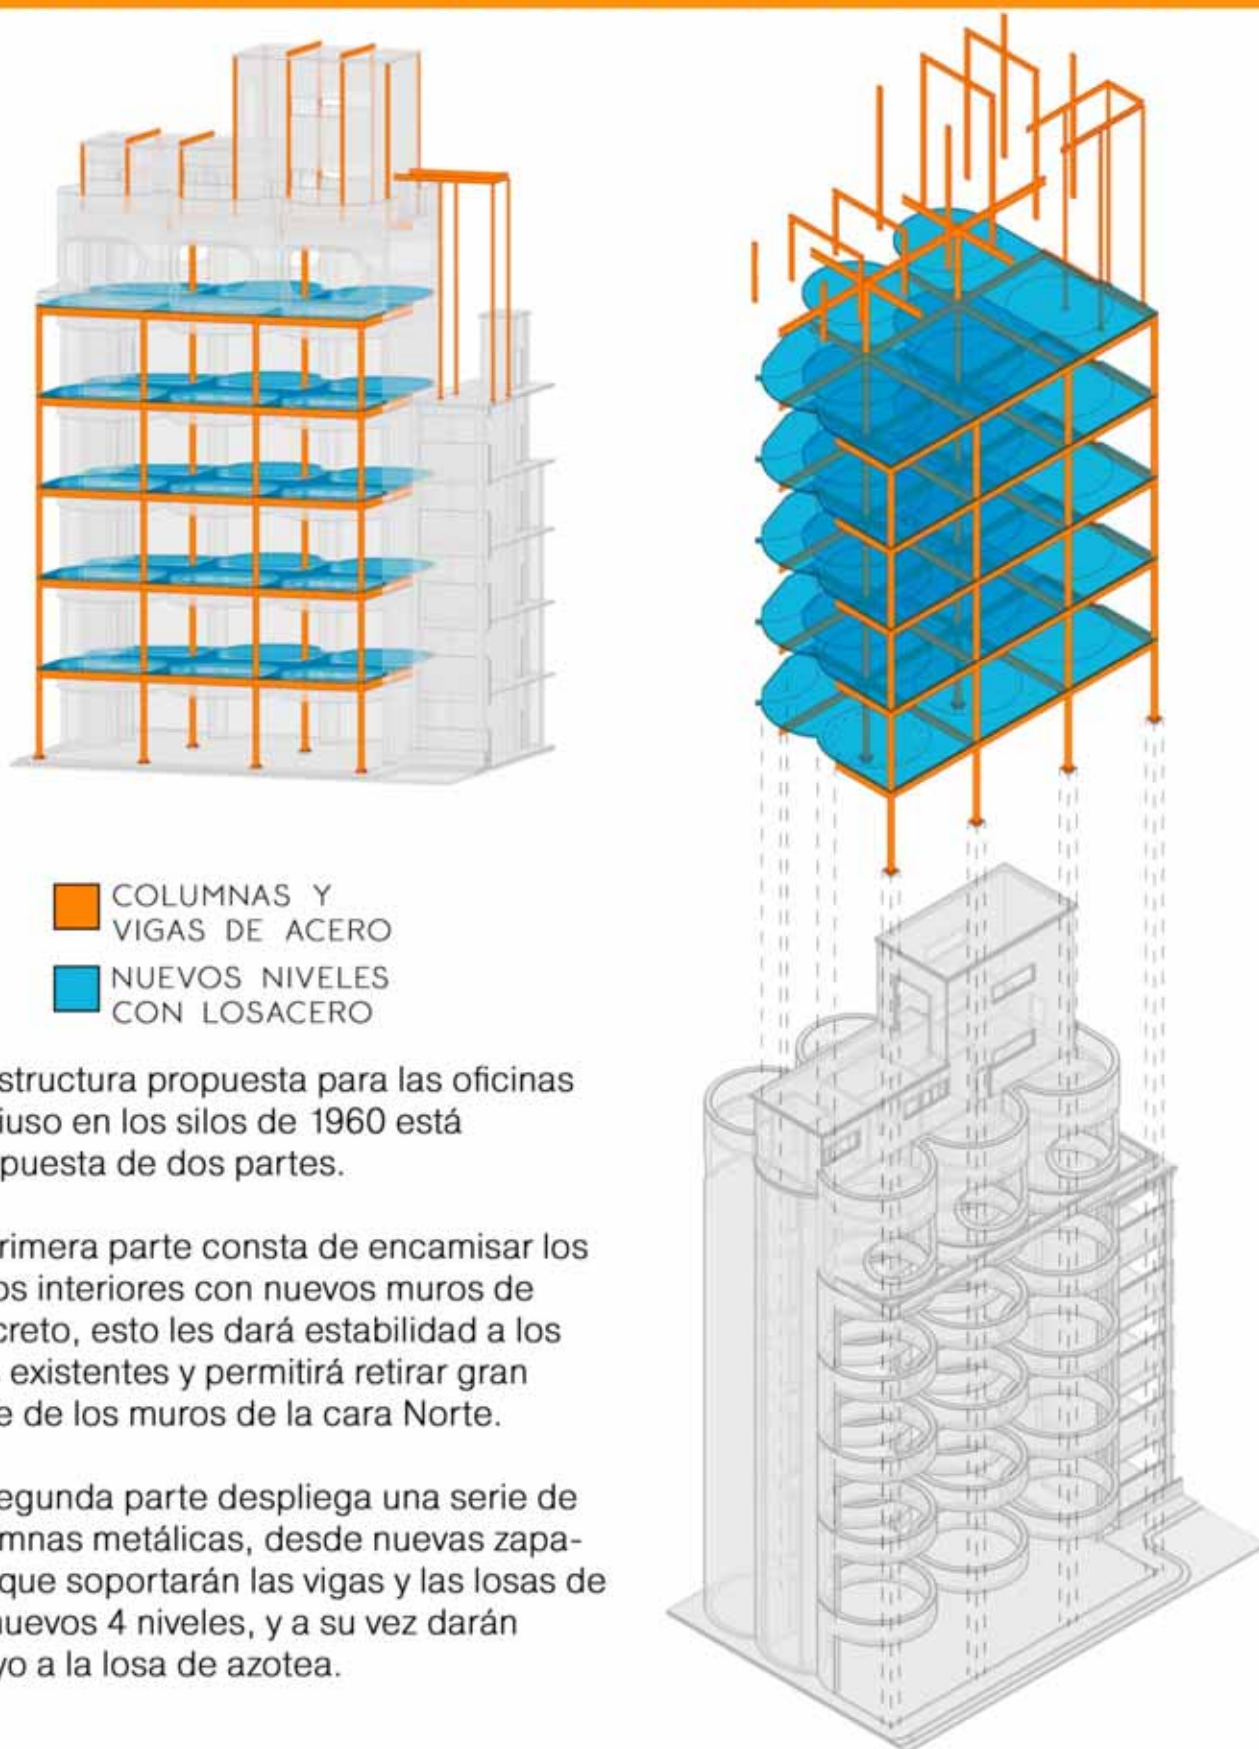 COLUMNAS Y
VIGAS DE ACERO
NUEVOS NIVELES
CON LOSACERO
structura propuesta para las oficinas
iuso en los silos de 1960 está
puesta de dos partes.
rimera parte consta de encamisar los
os interiores con nuevos muros de
creto, esto les dará estabilidad a los
s existentes y permitirá retirar gran
e de los muros de la cara Norte.
egunda parte despliega una serie de
mnas metálicas, desde nuevas zapa-
que soportarán las vigas y las losas de
nuevos 4 niveles, y a su vez darán
yo a la losa de azotea.